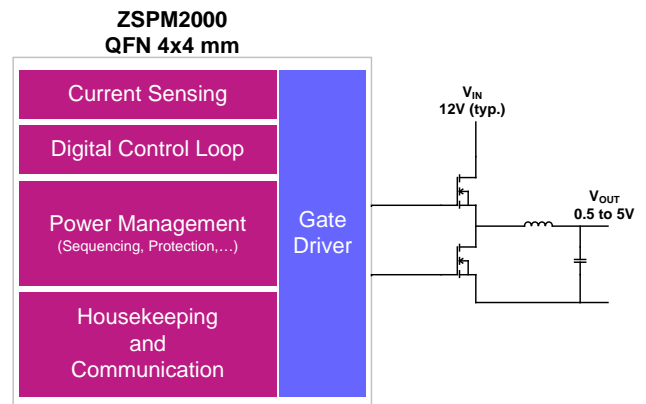 ZSPM2000
QFN 4x4 mm
Current Sensing
Digital Control Loop
Power Management
(Sequencing, Protection,…)
Housekeeping
and
Communication
Gate
Driver
VIN
12V (typ.)
VOUT
0.5 to 5V